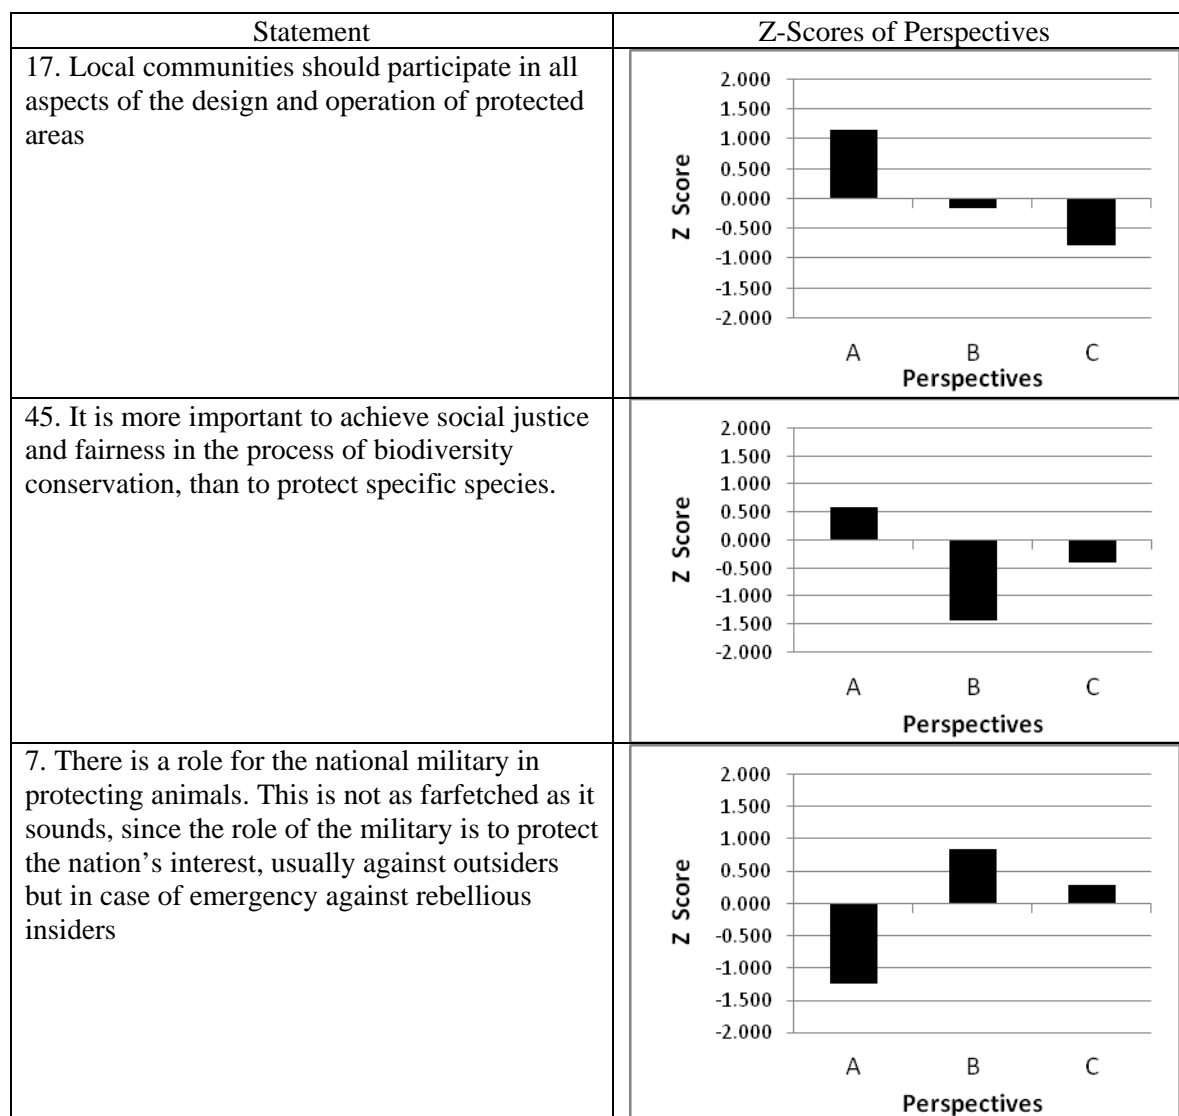 Statement
Z-Scores of Perspectives
17. Local communities should participate in all
aspects of the design and operation of protected
areas
2.000
1.500
1.000
0.500
0.000
-0.500
-1.000
-1.500
-2.000
Z Score
A B C
Perspectives
45. It is more important to achieve social justice
and fairness in the process of biodiversity
conservation, than to protect specific species.
2.000
1.500
1.000
0.500
0.000
-0.500
-1.000
-1.500
-2.000
Z Score
A B C
Perspectives
7. There is a role for the national military in
protecting animals. This is not as farfetched as it
sounds, since the role of the military is to protect
the nation’s interest, usually against outsiders
but in case of emergency against rebellious
insiders
2.000
1.500
1.000
0.500
0.000
-0.500
-1.000
-1.500
-2.000
Z Score
A B C
Perspectives